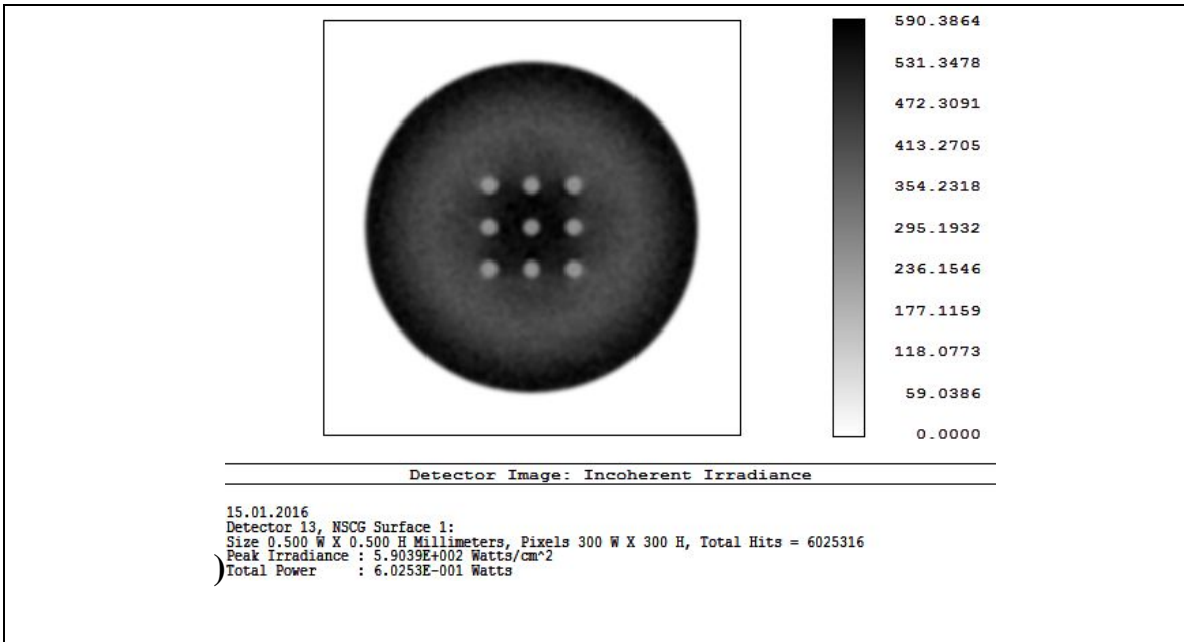 590.3864
531.3478
472.3091
413.2705
354.2318
295.1932
236.1546
177.1159
118.0773
59.0386
0.0000
Detector Image: Incoherent Irradiance
15.01.2016
Detector 13, NSCG Surface 1:
Size 0.500 W X 0.500 H Millimeters, Pixels 300 W X 300 H, Total Hits = 6025316
Peak Irradiance : 5.9039E+002 Watts/cm^2
)Total Power : 6.0253E-001 Watts